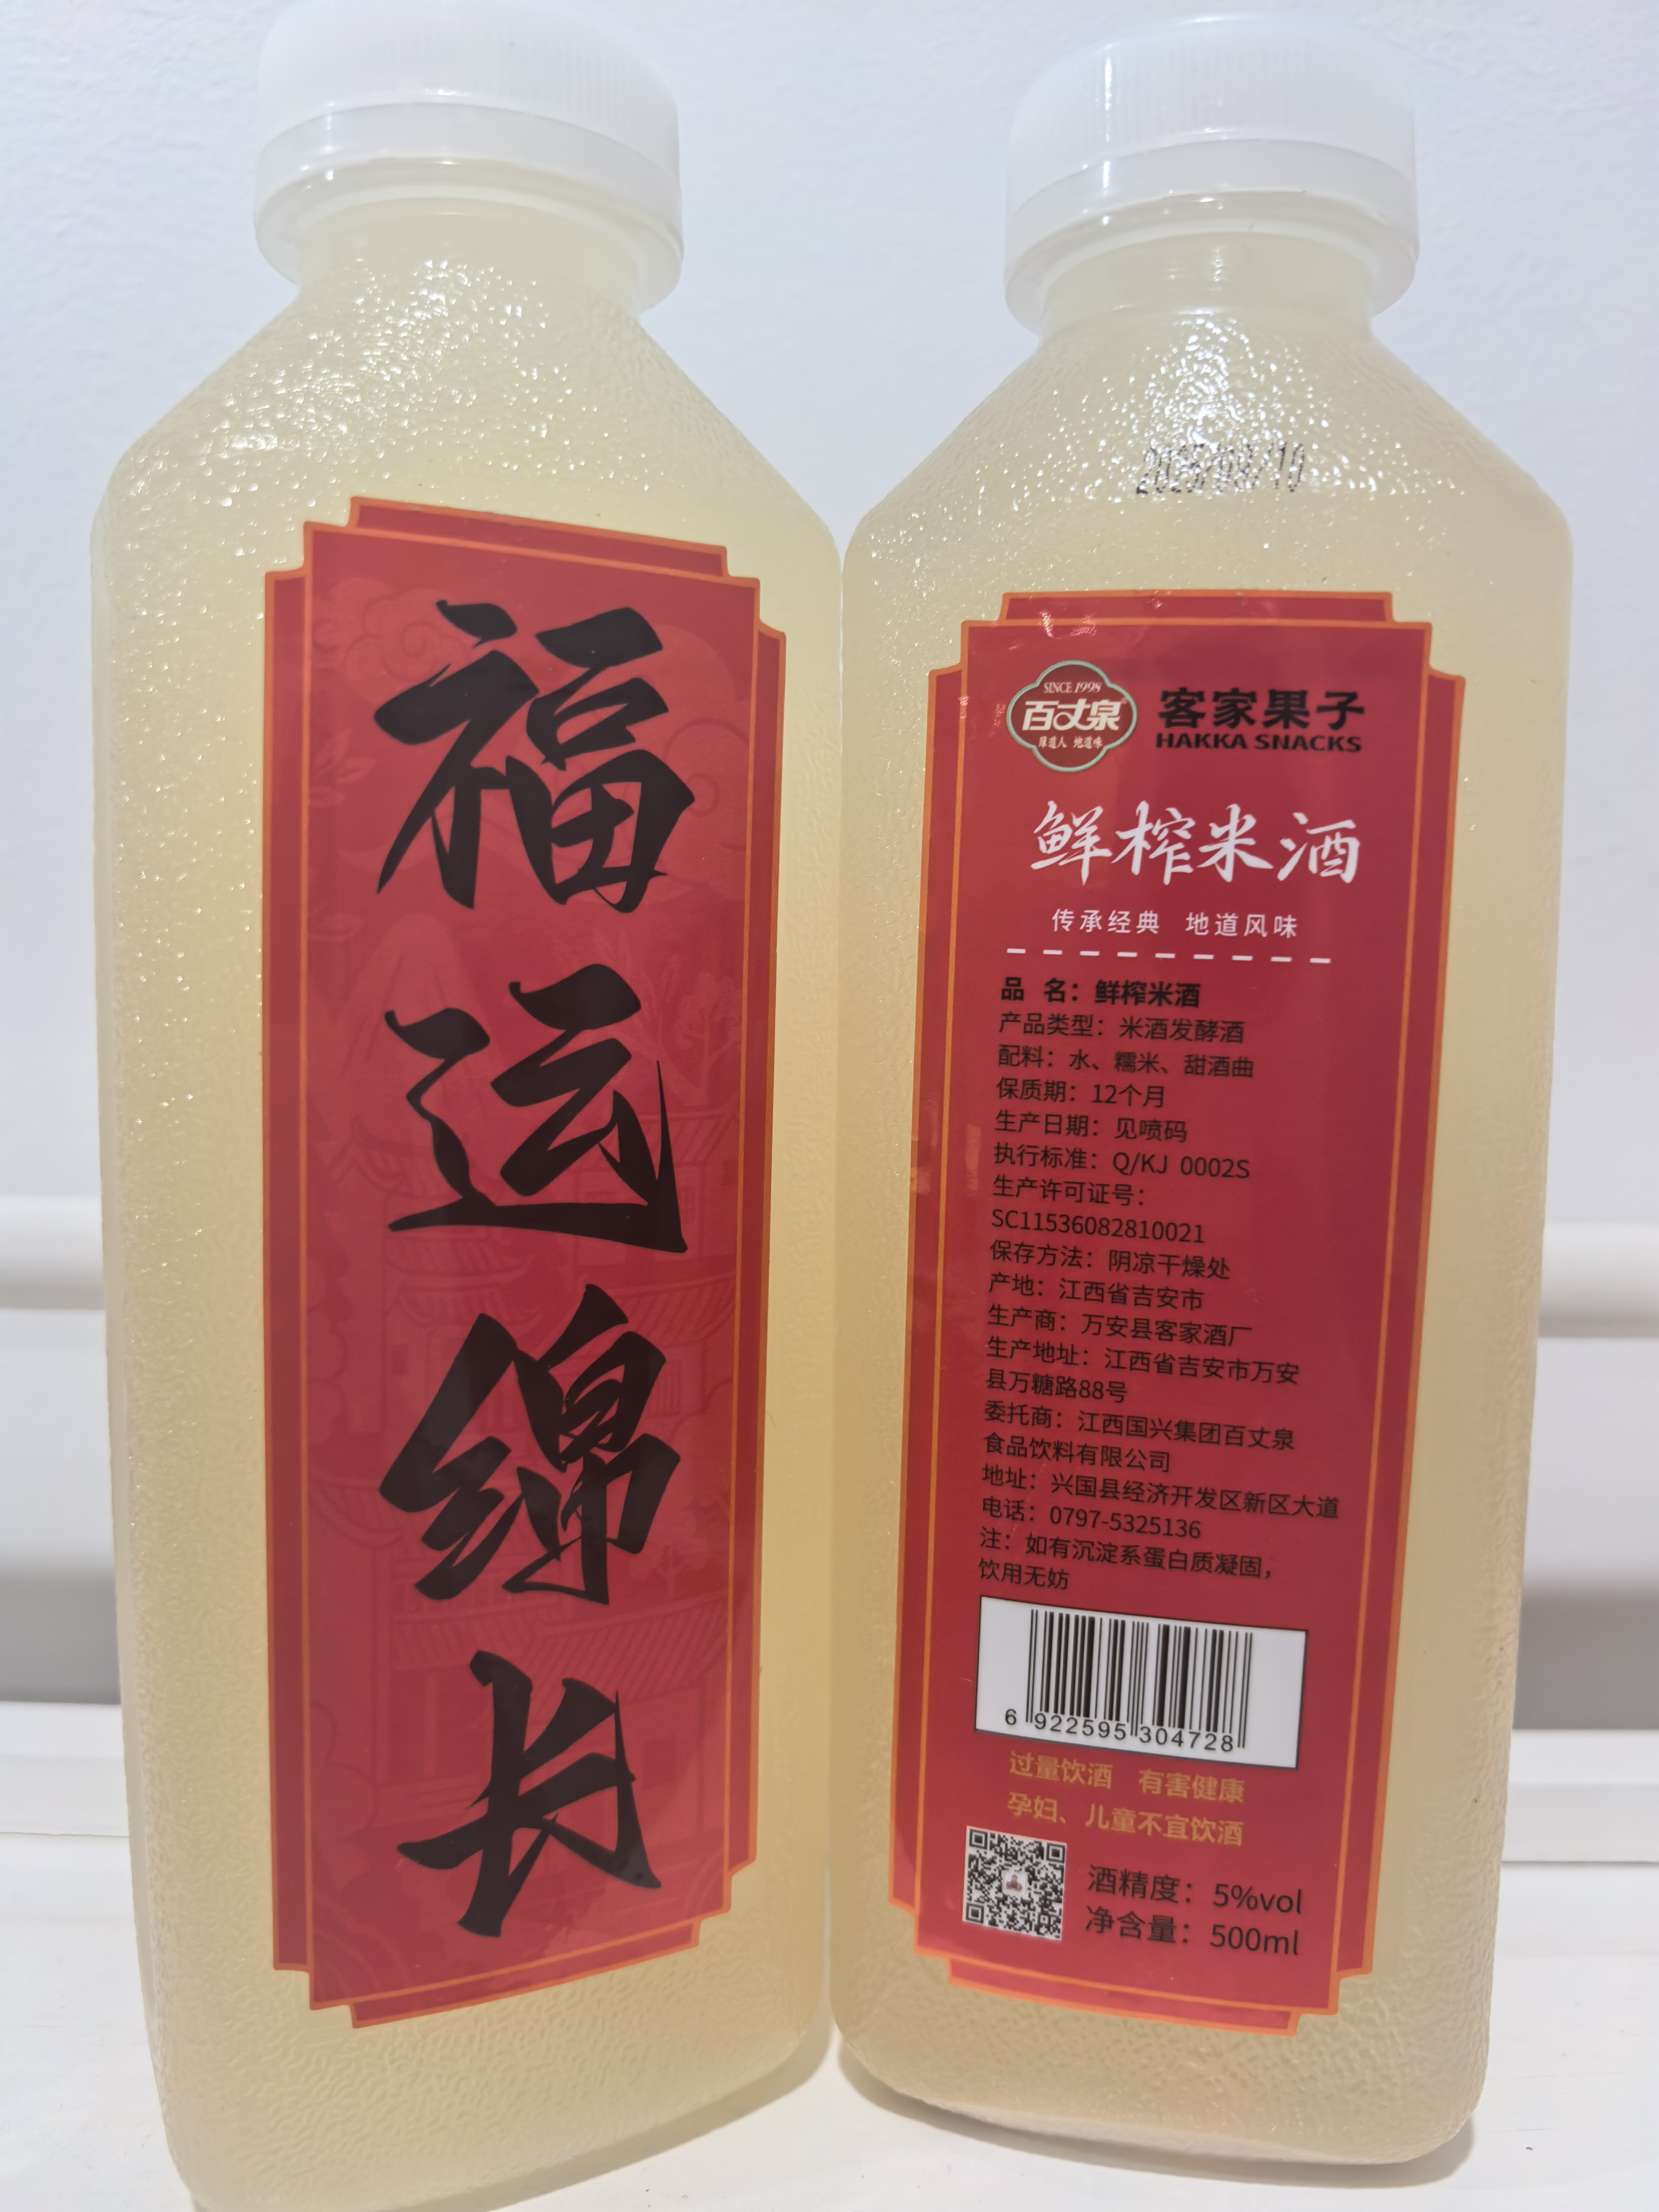 福
运
绵
长
2025/09/10
SINCE 1998
百丈泉
厚道人 地道味
客家果子
HAKKA SNACKS
鲜榨米酒
传承经典 地道风味
品 名：鲜榨米酒
产品类型：米酒发酵酒
配料：水、糯米、甜酒曲
保质期：12个月
生产日期：见喷码
执行标准：Q/KJ 0002S
生产许可证号：
SC11536082810021
保存方法：阴凉干燥处
产地：江西省吉安市
生产商：万安县客家酒厂
生产地址：江西省吉安市万安
县万糖路88号
委托商：江西国兴集团百丈泉
食品饮料有限公司
地址：兴国县经济开发区新区大道
电话：0797-5325136
注：如有沉淀系蛋白质凝固，
饮用无妨
6 922595 304728
过量饮酒 有害健康
孕妇、儿童不宜饮酒
酒精度：5%vol
净含量：500ml